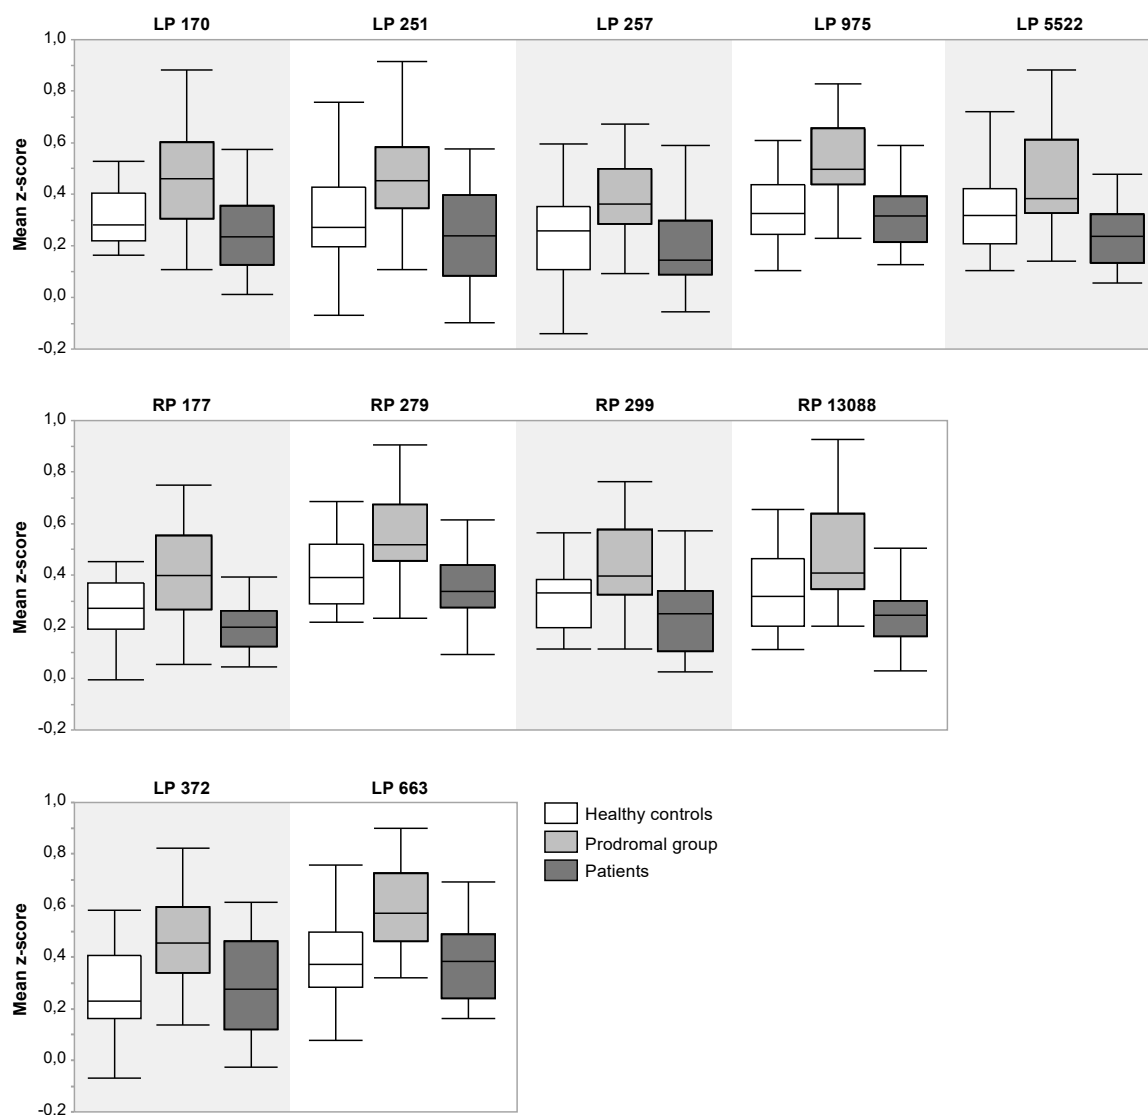 LP 170 LP 251 LP 257 LP 975 LP 5522
1,0
0,8
0,6
0,4
0,2
0,0
-0,2
Mean z-score
RP 177 RP 279 RP 299 RP 13088
1,0
0,8
0,6
0,4
0,2
0,0
-0,2
Mean z-score
LP 372 LP 663
1,0
0,8
0,6
0,4
0,2
0,0
-0,2
Mean z-score
Healthy controls
Prodromal group
Patients